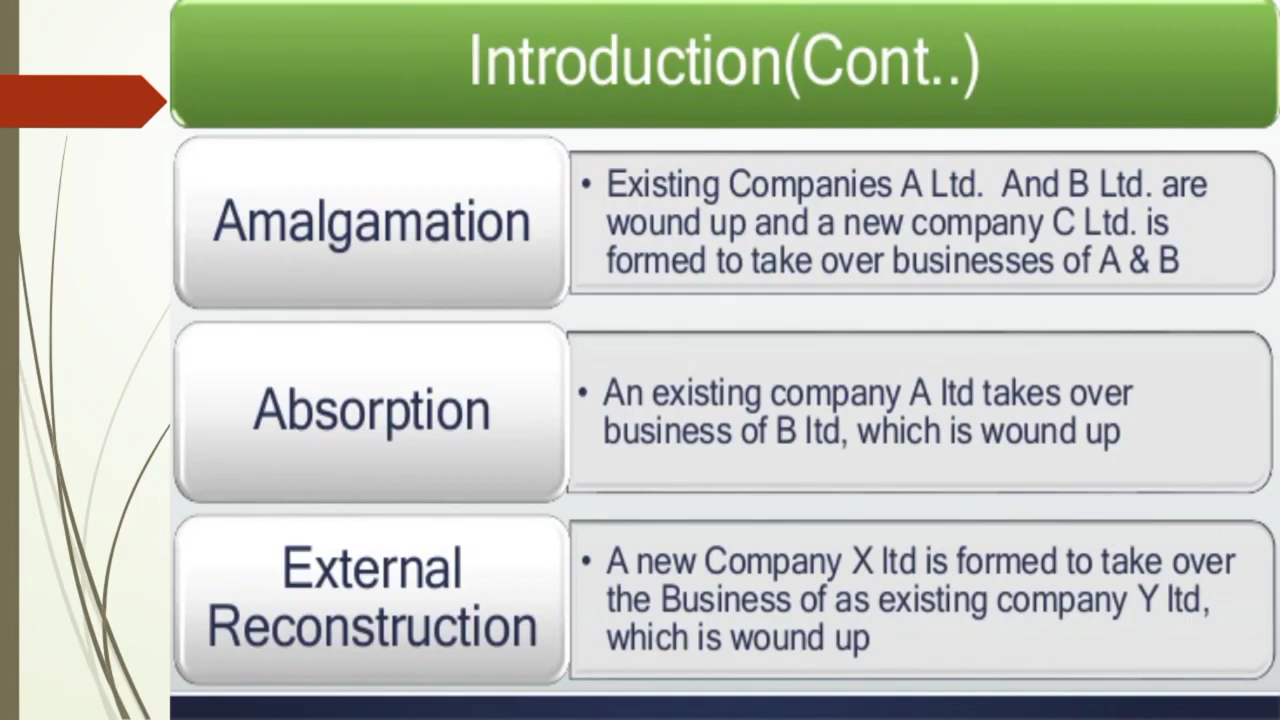 Introduction(Cont..)
Amalgamation
• Existing Companies A Ltd.  And B Ltd. are
wound up and a new company C Ltd. is
formed to take over businesses of A & B
Absorption
• An existing company A ltd takes over
business of B ltd, which is wound up
External
Reconstruction
• A new Company X ltd is formed to take over
the Business of as existing company Y ltd,
which is wound up